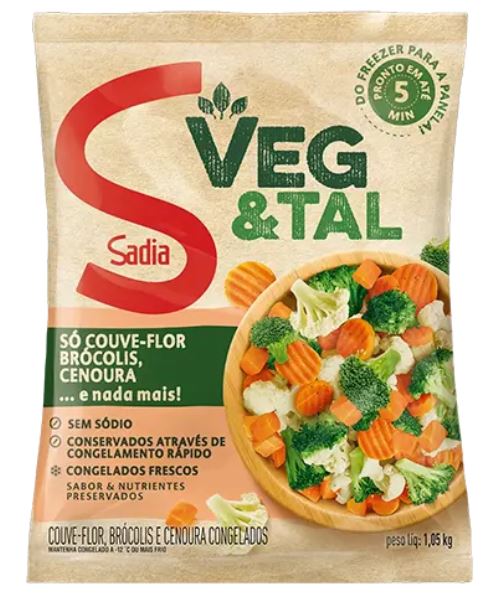 DO FREEZER PARA A PANELA!
PRONTO EM ATÉ
5
MIN
VEG
&TAL
Sadia
SÓ COUVE-FLOR
BRÓCOLIS,
CENOURA
... e nada mais!
SEM SÓDIO
CONSERVADOS ATRAVÉS DE
CONGELAMENTO RÁPIDO
CONGELADOS FRESCOS
SABOR & NUTRIENTES
PRESERVADOS
COUVE-FLOR, BRÓCOLIS E CENOURA CONGELADOS
MANTENHA CONGELADO A -12 °C OU MAIS FRIO
peso líq: 1,05 kg